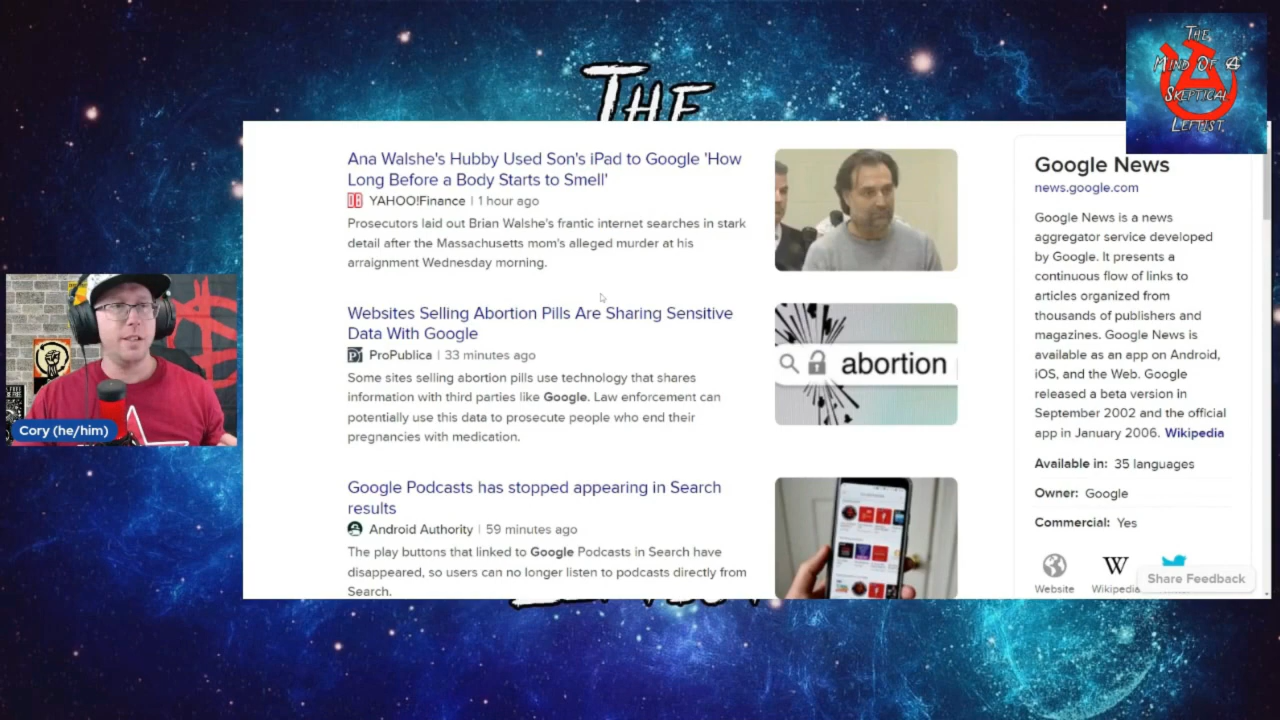 THE
THE
MIND OF A
SKEPTICAL
LEFTIST
Ana Walshe's Hubby Used Son's iPad to Google 'How
Long Before a Body Starts to Smell'
YAHOO!Finance | 1 hour ago
Prosecutors laid out Brian Walshe's frantic internet searches in stark
detail after the Massachusetts mom's alleged murder at his
arraignment Wednesday morning.
Websites Selling Abortion Pills Are Sharing Sensitive
Data With Google
ProPublica | 33 minutes ago
Some sites selling abortion pills use technology that shares
information with third parties like Google. Law enforcement can
potentially use this data to prosecute people who end their
pregnancies with medication.
abortion
Google Podcasts has stopped appearing in Search
results
Android Authority | 59 minutes ago
The play buttons that linked to Google Podcasts in Search have
disappeared, so users can no longer listen to podcasts directly from
Search.
Google News
news.google.com
Google News is a news
aggregator service developed
by Google. It presents a
continuous flow of links to
articles organized from
thousands of publishers and
magazines. Google News is
available as an app on Android,
iOS, and the Web. Google
released a beta version in
September 2002 and the official
app in January 2006. Wikipedia
Available in: 35 languages
Owner: Google
Commercial: Yes
Website
Wikipedia
Share Feedback
Cory (he/him)